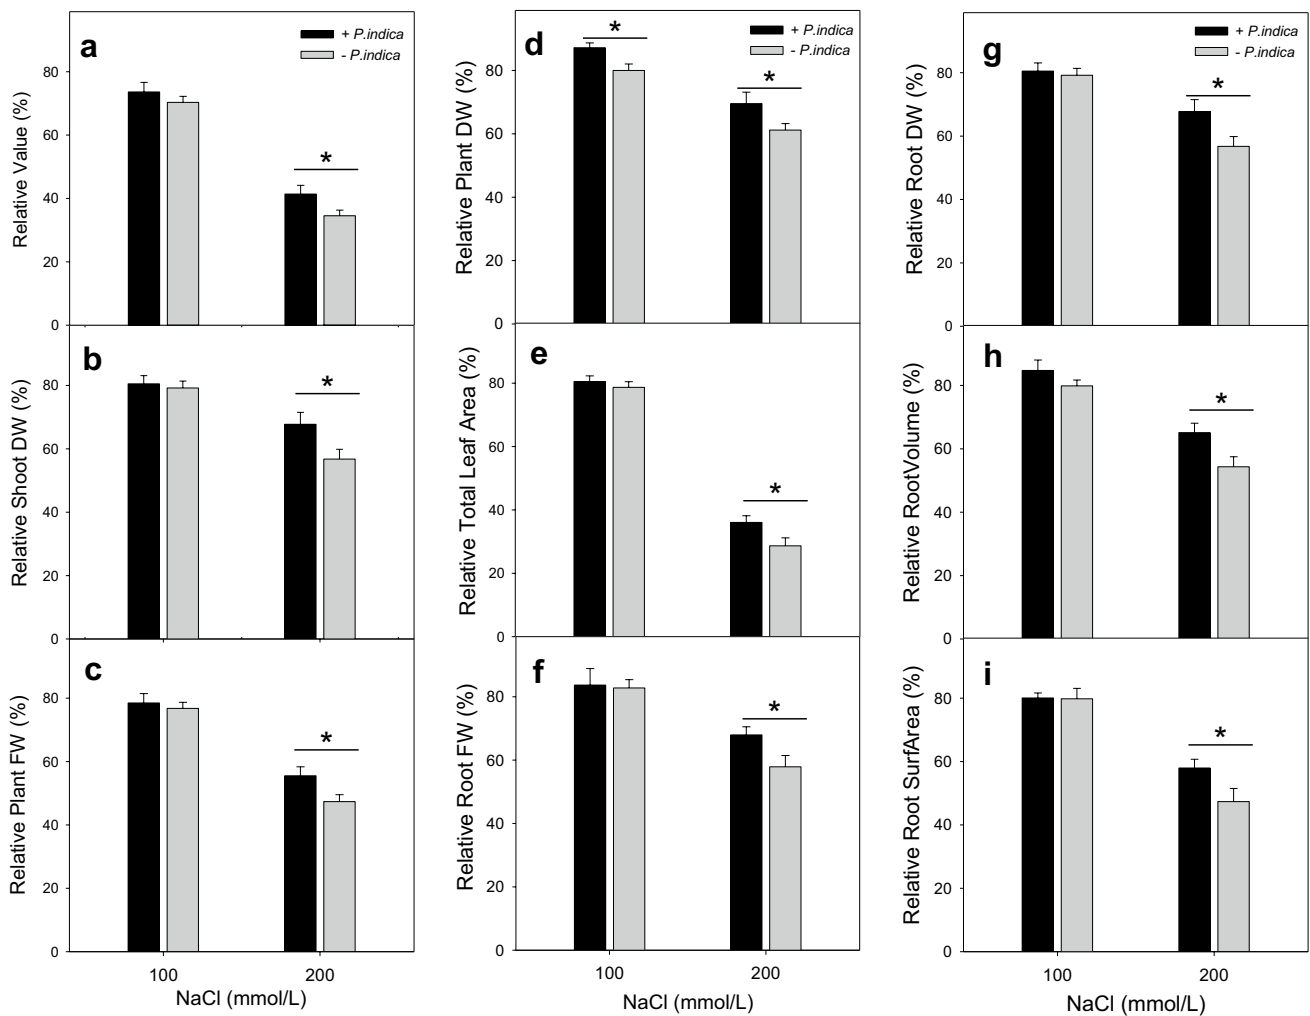 a
+ P.indica
- P.indica
Relative Value (%)
80
60
40
20
0
*
b
Relative Shoot DW (%)
80
60
40
20
0
*
c
Relative Plant FW (%)
80
60
40
20
0
*
100
200
NaCl (mmol/L)
d
+ P.indica
- P.indica
Relative Plant DW (%)
80
60
40
20
0
*
*
e
Relative Total Leaf Area (%)
80
60
40
20
0
*
f
Relative Root FW (%)
80
60
40
20
0
*
100
200
NaCl (mmol/L)
g
+ P.indica
- P.indica
Relative Root DW (%)
80
60
40
20
0
*
h
Relative RootVolume (%)
80
60
40
20
0
*
i
Relative Root SurfArea (%)
80
60
40
20
0
*
100
200
NaCl (mmol/L)